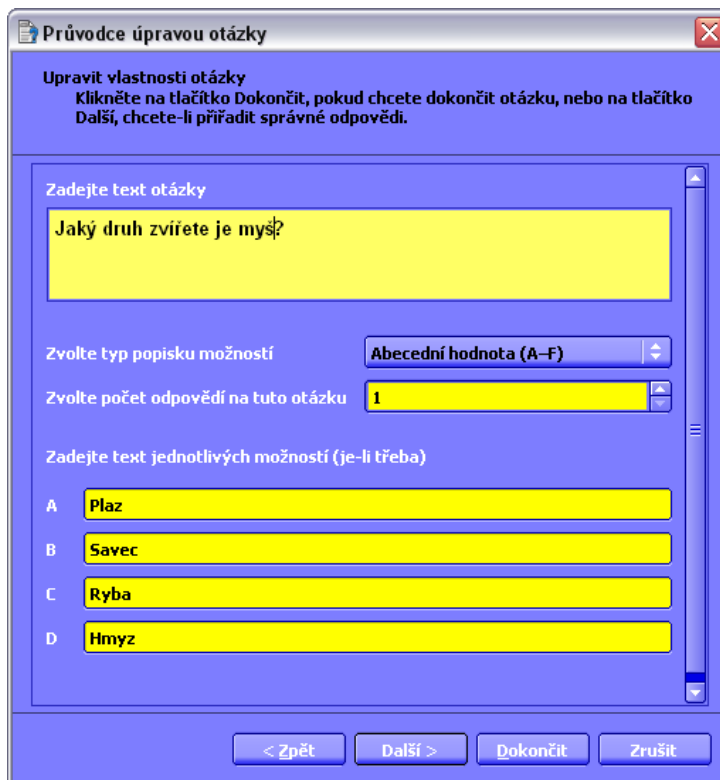 Průvodce úpravou otázky
Upravit vlastnosti otázky
Klikněte na tlačítko Dokončit, pokud chcete dokončit otázku, nebo na tlačítko
Další, chcete-li přiřadit správné odpovědi.
Zadejte text otázky
Jaký druh zvířete je myš?
Zvolte typ popisku možností
Abecední hodnota (A–F)
Zvolte počet odpovědí na tuto otázku
1
Zadejte text jednotlivých možností (je-li třeba)
A Plaz
B Savec
C Ryba
D Hmyz
< Zpět Další > Dokončit Zrušit